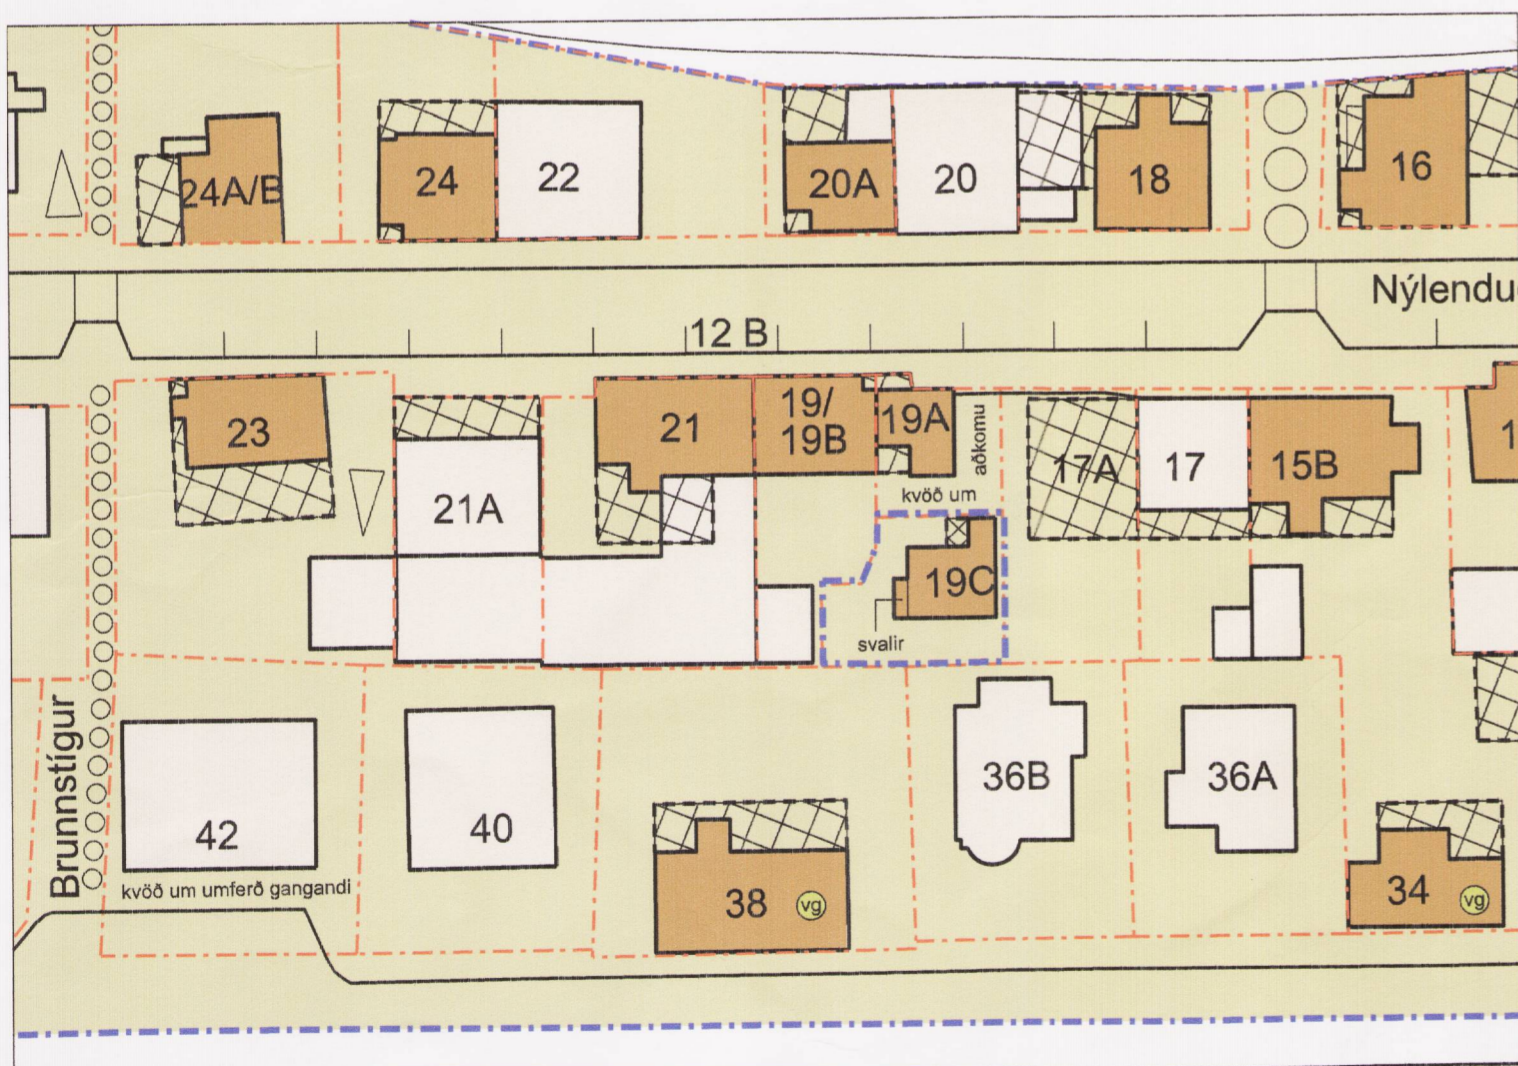 24A/B
24
22
20A
20
18
16
Nýlendu
12 B
23
21A
21
19/
19B
19A
aðkomu
kvöð um
17A
17
15B
1
19C
svalir
Brunnstígur
42
kvöð um umferð gangandi
40
38
vg
36B
36A
34
vg